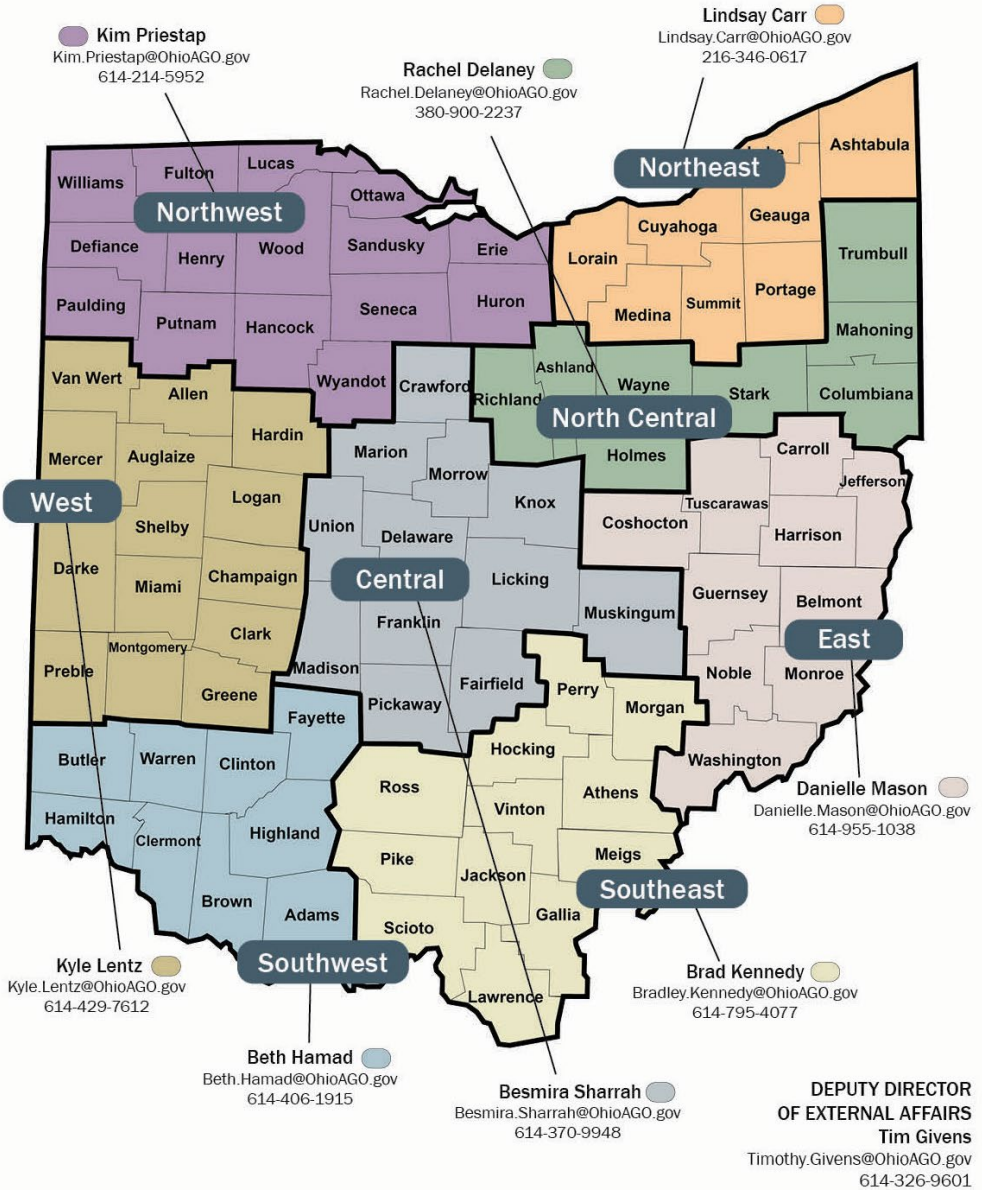 Kim Priestap
Kim.Priestap@OhioAGO.gov
614-214-5952
Rachel Delaney
Rachel.Delaney@OhioAGO.gov
380-900-2237
Lindsay Carr
Lindsay.Carr@OhioAGO.gov
216-346-0617
Northwest
Williams
Fulton
Lucas
Ottawa
Defiance
Henry
Wood
Sandusky
Erie
Paulding
Putnam
Hancock
Seneca
Huron
Wyandot
Northeast
Ashtabula
Geauga
Cuyahoga
Lorain
Medina
Summit
Portage
North Central
Trumbull
Mahoning
Columbiana
Stark
Wayne
Ashland
Richland
Holmes
West
Van Wert
Allen
Hardin
Mercer
Auglaize
Logan
Shelby
Darke
Miami
Champaign
Clark
Preble
Montgomery
Greene
Central
Crawford
Marion
Morrow
Knox
Union
Delaware
Licking
Franklin
Muskingum
Madison
Pickaway
Fairfield
East
Carroll
Jefferson
Tuscarawas
Coshocton
Harrison
Guernsey
Belmont
Noble
Monroe
Washington
Southwest
Fayette
Butler
Warren
Clinton
Hamilton
Clermont
Highland
Brown
Adams
Southeast
Perry
Morgan
Hocking
Ross
Athens
Vinton
Pike
Meigs
Jackson
Gallia
Scioto
Lawrence
Danielle Mason
Danielle.Mason@OhioAGO.gov
614-955-1038
Kyle Lentz
Kyle.Lentz@OhioAGO.gov
614-429-7612
Brad Kennedy
Bradley.Kennedy@OhioAGO.gov
614-795-4077
Beth Hamad
Beth.Hamad@OhioAGO.gov
614-406-1915
Besmira Sharrah
Besmira.Sharrah@OhioAGO.gov
614-370-9948
DEPUTY DIRECTOR
OF EXTERNAL AFFAIRS
Tim Givens
Timothy.Givens@OhioAGO.gov
614-326-9601